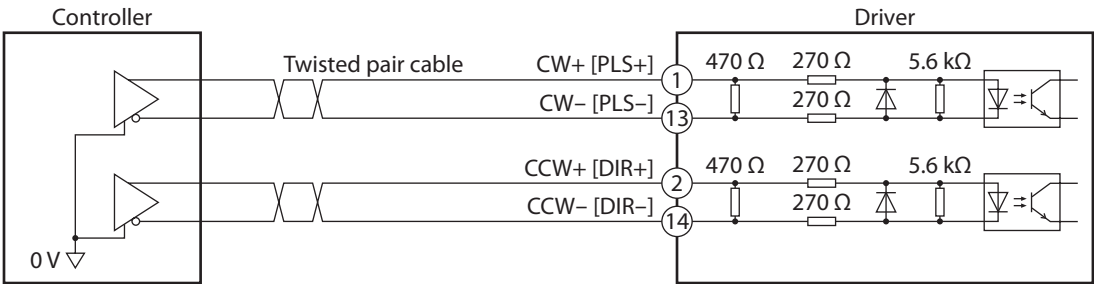 Controller
Driver
Twisted pair cable
CW+ [PLS+]
1
470 Ω
270 Ω
5.6 kΩ
CW– [PLS–]
13
270 Ω
CCW+ [DIR+]
2
470 Ω
270 Ω
5.6 kΩ
CCW– [DIR–]
14
270 Ω
0 V